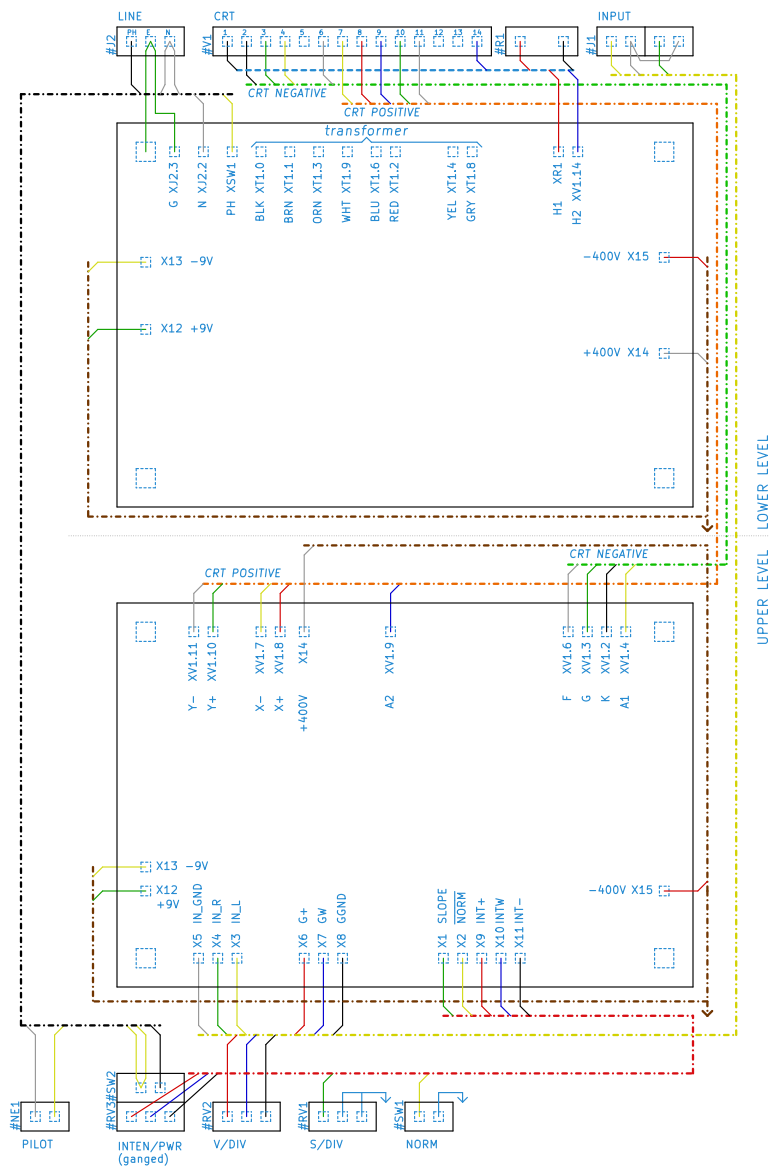 LINE
CRT
INPUT
#J2
PH E N
#V1
1 2 3 4 5 6 7 8 9 10 11 12 13 14
#R1
#J1
CRT NEGATIVE
CRT POSITIVE
transformer
G XJ2.3
N XJ2.2
PH XSW1
BLK XT1.0
BRN XT1.1
ORN XT1.3
WHT XT1.9
BLU XT1.6
RED XT1.2
YEL XT1.4
GRY XT1.8
H1 XR1
H2 XV1.14
X13 -9V
-400V X15
X12 +9V
+400V X14
LOWER LEVEL
UPPER LEVEL
CRT NEGATIVE
CRT POSITIVE
Y- XV1.11
Y+ XV1.10
X- XV1.7
X+ XV1.8
+400V X14
A2 XV1.9
F XV1.6
G XV1.3
K XV1.2
A1 XV1.4
X13 -9V
X12
+9V
-400V X15
X5 IN_GND
X4 IN_R
X3 IN_L
X6 G+
X7 GW
X8 GGND
X1 SLOPE
X2 NORM
X9 INT+
X10 INTW
X11 INT-
#NE1
#SW2
#RV3
#RV2
#RV1
#SW1
PILOT
INTEN/PWR
(ganged)
V/DIV
S/DIV
NORM